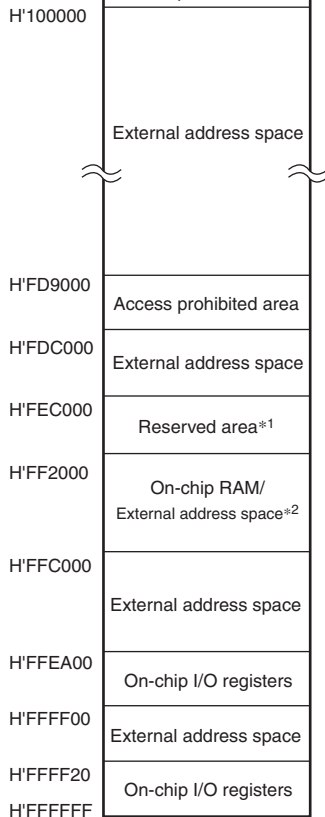 H'100000
External address space
H'FD9000
Access prohibited area
H'FDC000
External address space
H'FEC000
Reserved area*1
H'FF2000
On-chip RAM/
External address space*2
H'FFC000
External address space
H'FFEA00
On-chip I/O registers
H'FFFF00
External address space
H'FFFF20
On-chip I/O registers
H'FFFFFF